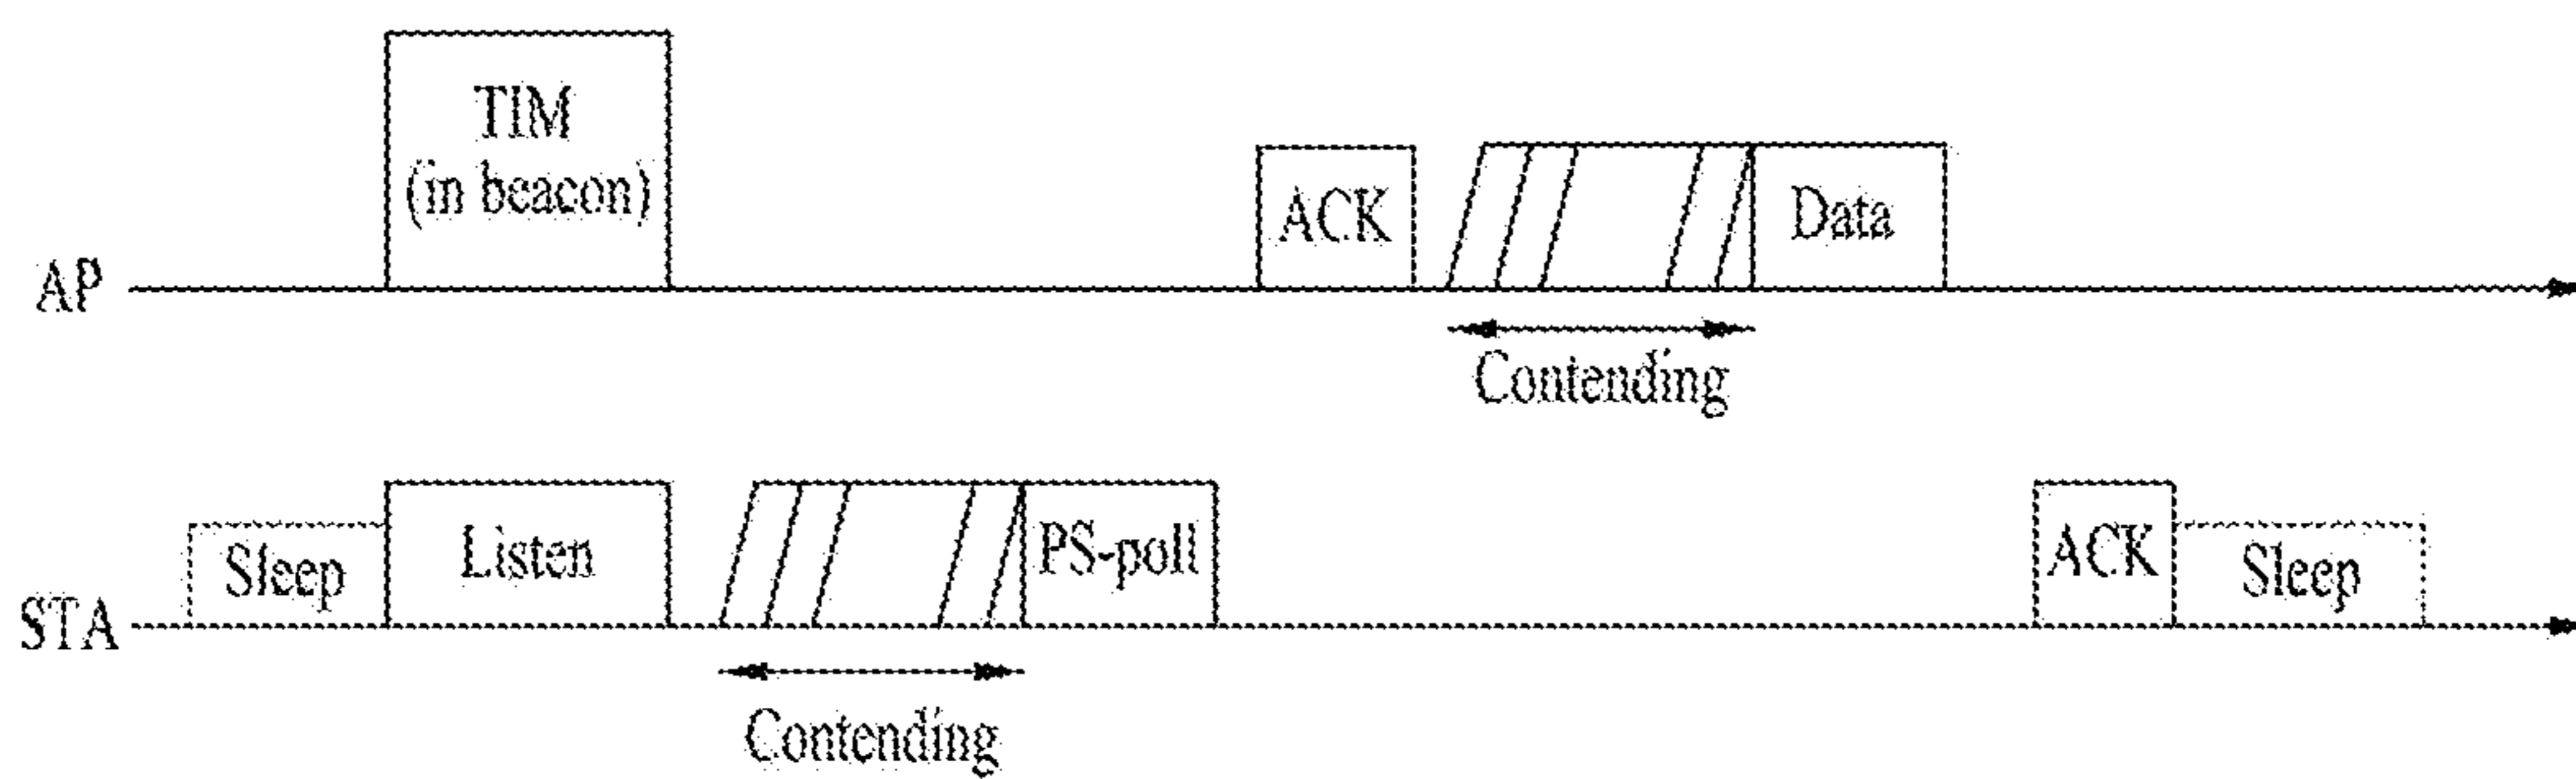 TIM
(in beacon)
ACK
Data
AP
Contending
Sleep
Listen
PS-poll
ACK
Sleep
STA
Contending